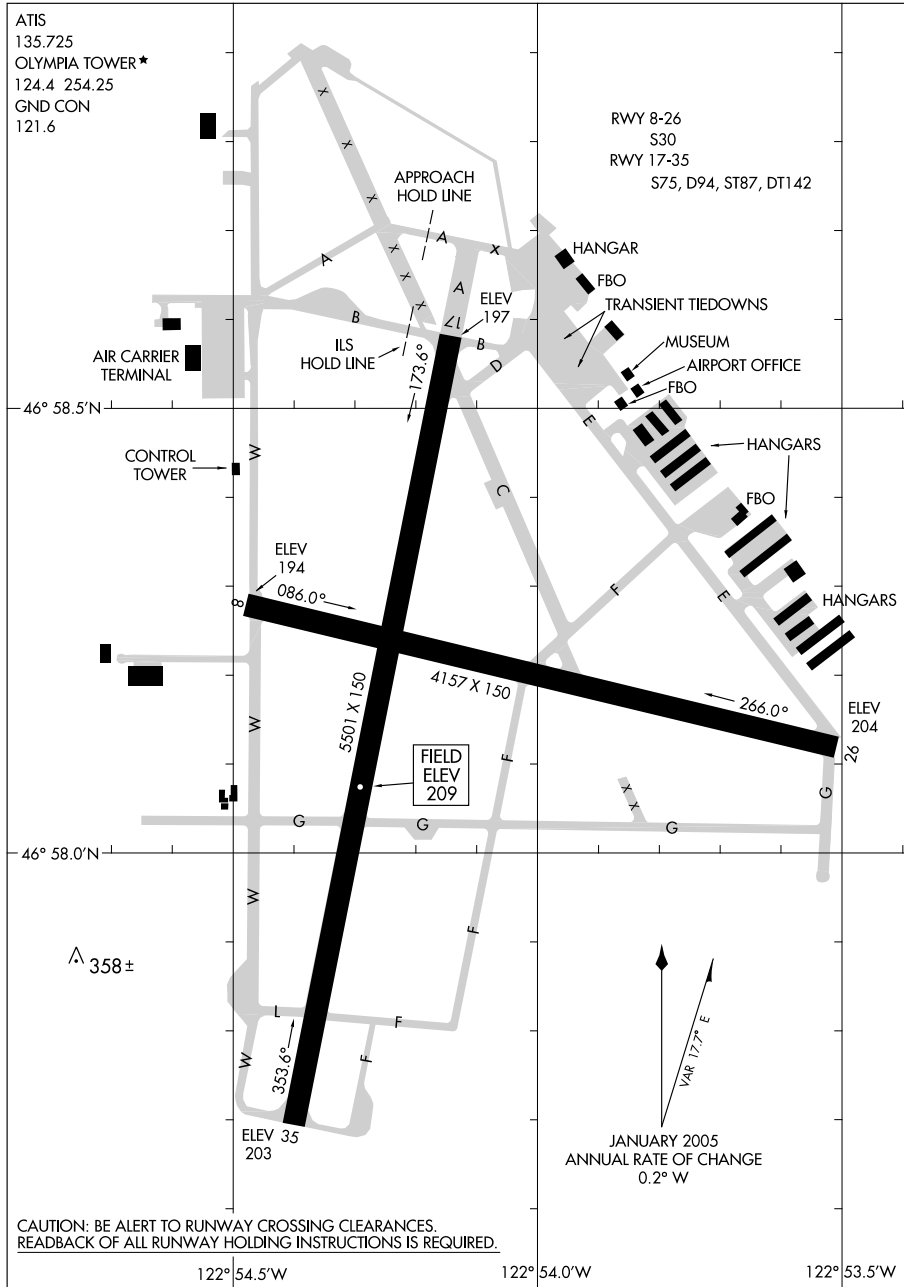 ATIS
135.725
OLYMPIA TOWER★
124.4 254.25
GND CON
121.6
RWY 8-26
S30
RWY 17-35
S75, D94, ST87, DT142
APPROACH
HOLD LINE
X
X
X
X
X
X
A
A
A
X
HANGAR
FBO
ELEV
197
TRANSIENT TIEDOWNS
17
B
B
D
ILS
HOLD LINE
173.6°
MUSEUM
AIRPORT OFFICE
FBO
AIR CARRIER
TERMINAL
46° 58.5'N
E
W
CONTROL
TOWER
HANGARS
C
FBO
ELEV
194
8
086.0°
F
E
HANGARS
5501 X 150
4157 X 150
266.0°
ELEV
204
26
W
F
FIELD
ELEV
209
X
X
G
G
G
G
46° 58.0'N
W
F
358±
L
F
W
F
353.6°
ELEV
203
35
VAR 17.7° E
JANUARY 2005
ANNUAL RATE OF CHANGE
0.2° W
CAUTION: BE ALERT TO RUNWAY CROSSING CLEARANCES.
READBACK OF ALL RUNWAY HOLDING INSTRUCTIONS IS REQUIRED.
122° 54.5'W
122° 54.0'W
122° 53.5'W